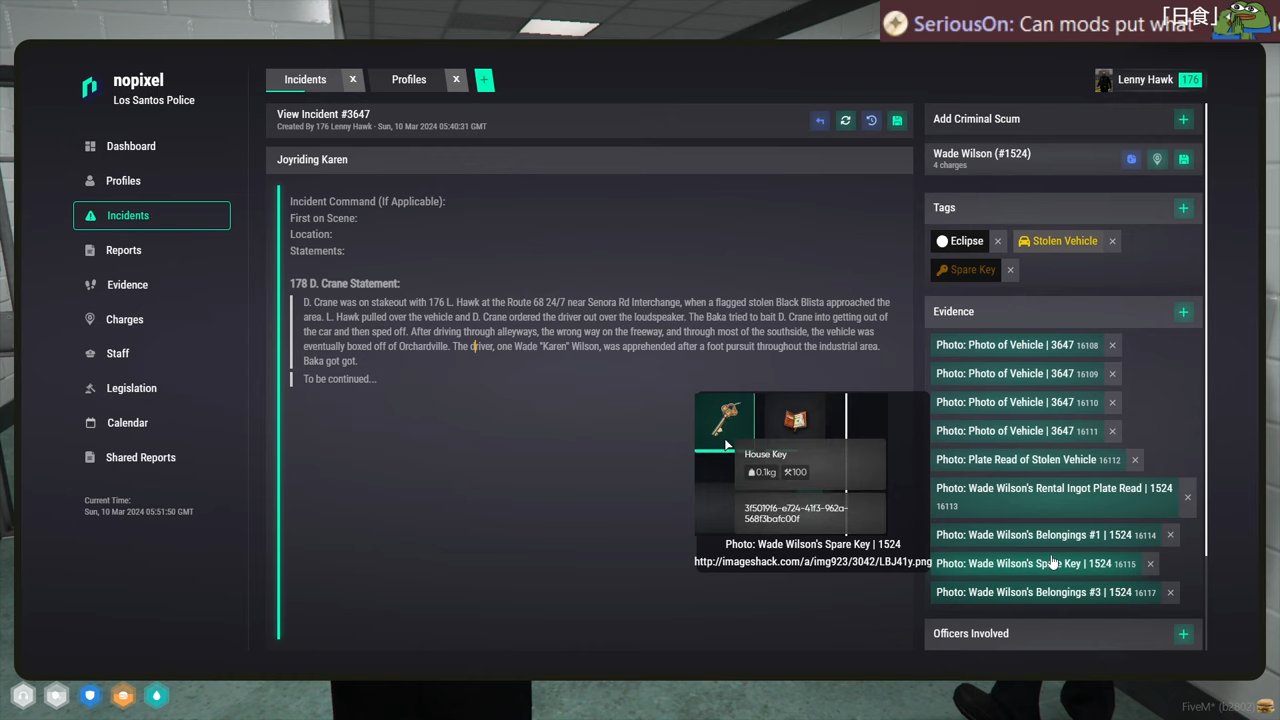 SeriousOn: Can mods put what
「日食」
nopixel
Los Santos Police
Incidents x
Profiles x
+
Lenny Hawk 176
Dashboard
Profiles
Incidents
Reports
Evidence
Charges
Staff
Legislation
Calendar
Shared Reports
Current Time:
Sun, 10 Mar 2024 05:51:50 GMT
View Incident #3647
Created By 176 Lenny Hawk - Sun, 10 Mar 2024 05:40:31 GMT
Joyriding Karen
Incident Command (If Applicable):
First on Scene:
Location:
Statements:
178 D. Crane Statement:
D. Crane was on stakeout with 176 L. Hawk at the Route 68 24/7 near Senora Rd Interchange, when a flagged stolen Black Blista approached the
area. L. Hawk pulled over the vehicle and D. Crane ordered the driver out over the loudspeaker. The Baka tried to bait D. Crane into getting out of
the car and then sped off. After driving through alleyways, the wrong way on the freeway, and through most of the southside, the vehicle was
eventually boxed off of Orchardville. The driver, one Wade "Karen" Wilson, was apprehended after a foot pursuit throughout the industrial area.
Baka got got.
To be continued...
House Key
0.1kg 100
3f5019f6-e724-41f3-962a-
568f3bafc00f
Photo: Wade Wilson's Spare Key | 1524
http://imageshack.com/a/img923/3042/LBJ41y.png
Add Criminal Scum +
Wade Wilson (#1524)
4 charges
Tags +
Eclipse x
Stolen Vehicle x
Spare Key x
Evidence +
Photo: Photo of Vehicle | 3647 16108 x
Photo: Photo of Vehicle | 3647 16109 x
Photo: Photo of Vehicle | 3647 16110 x
Photo: Photo of Vehicle | 3647 16111 x
Photo: Plate Read of Stolen Vehicle 16112 x
Photo: Wade Wilson's Rental Ingot Plate Read | 1524
16113 x
Photo: Wade Wilson's Belongings #1 | 1524 16114 x
Photo: Wade Wilson's Spare Key | 1524 16115 x
Photo: Wade Wilson's Belongings #3 | 1524 16117 x
Officers Involved +
FiveM* (b2802)